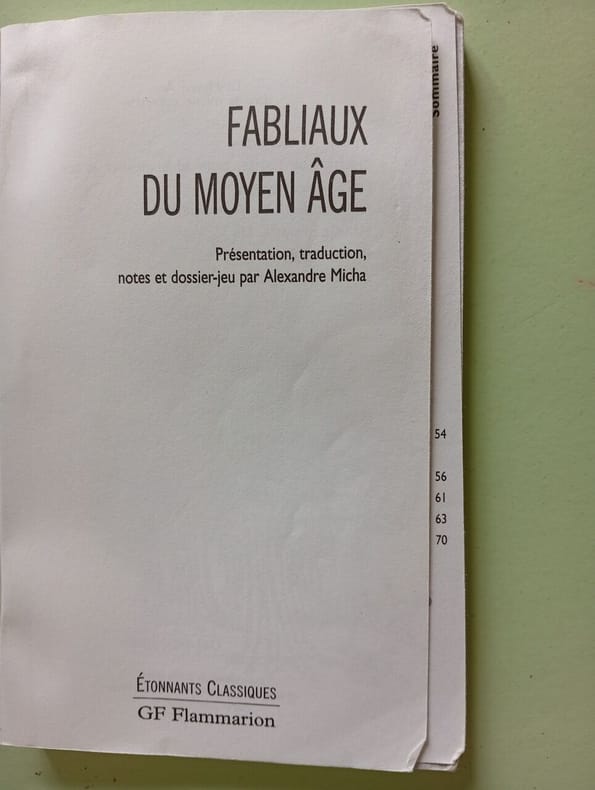 FABLIAUX
DU MOYEN ÂGE
Présentation, traduction,
notes et dossier-jeu par Alexandre Micha
ÉTONNANTS CLASSIQUES
GF Flammarion
Sommaire
54
56
61
63
70